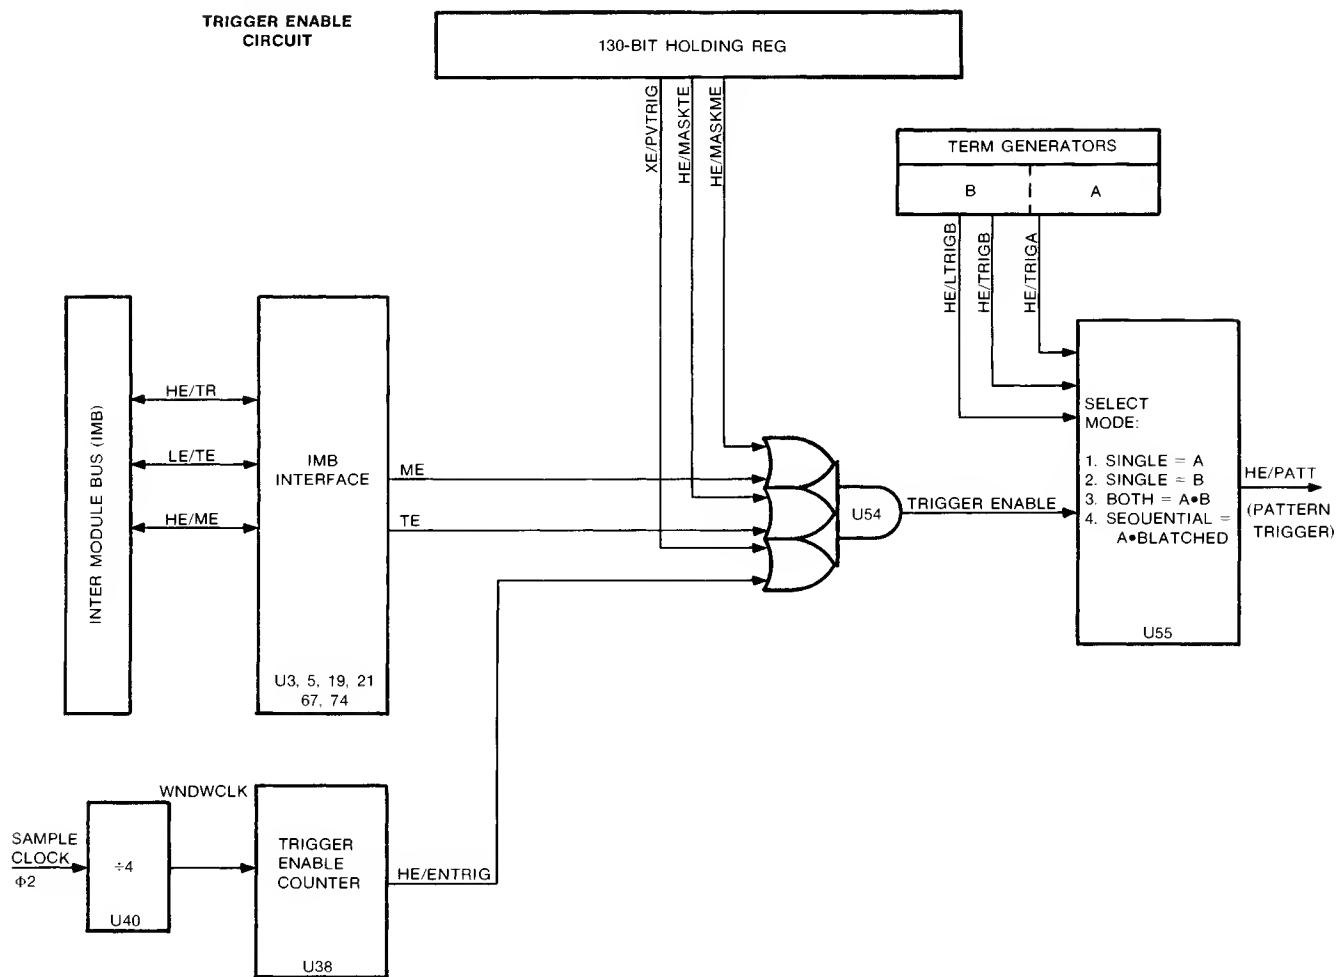 TRIGGER ENABLE
CIRCUIT
130-BIT HOLDING REG
XE/PVTRIG
HE/MASKTE
HE/MASKME
TERM GENERATORS
B
A
HE/LTRIGB
HE/TRIGB
HE/TRIGA
INTER MODULE BUS (IMB)
HE/TR
LE/TE
HE/ME
IMB
INTERFACE
U3, 5, 19, 21
67, 74
ME
TE
U54
TRIGGER ENABLE
SELECT
MODE:
1. SINGLE = A
2. SINGLE = B
3. BOTH = A•B
4. SEQUENTIAL =
A•BLATCHED
U55
HE/PATT
(PATTERN
TRIGGER)
SAMPLE
CLOCK
Φ2
÷4
U40
WNDWCLK
TRIGGER
ENABLE
COUNTER
U38
HE/ENTRIG